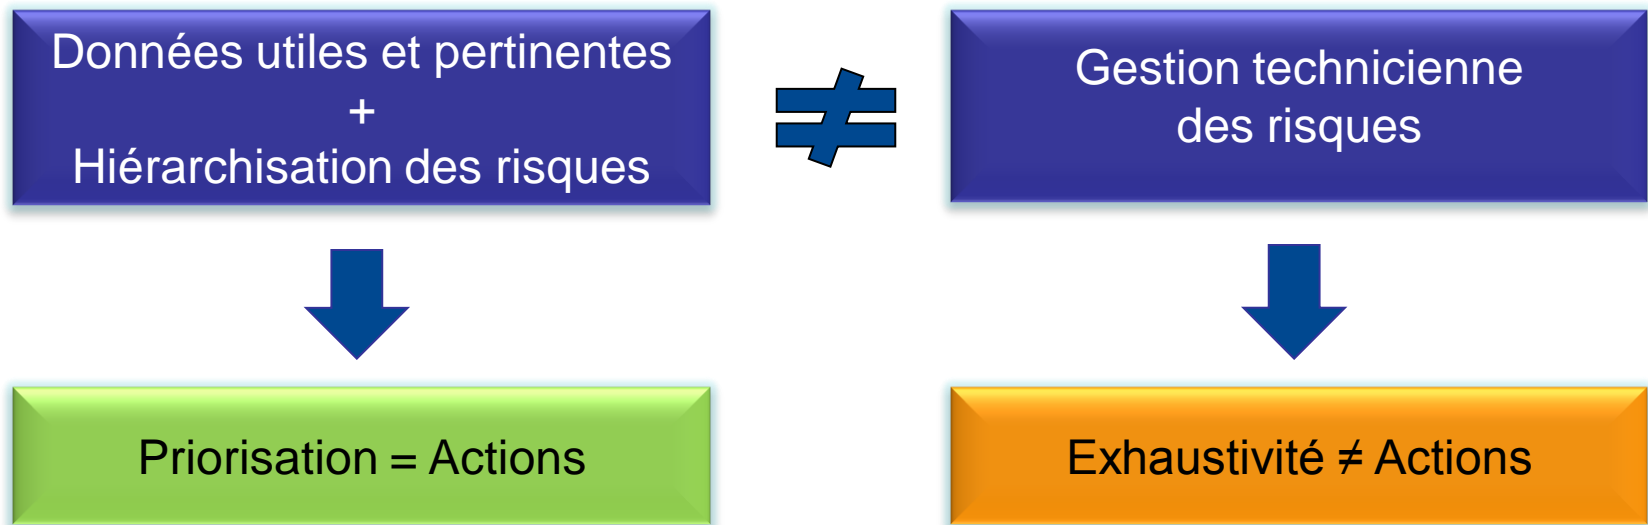 Données utiles et pertinentes
+
Hiérarchisation des risques
≠
Gestion technicienne
des risques
Priorisation = Actions
Exhaustivité ≠ Actions